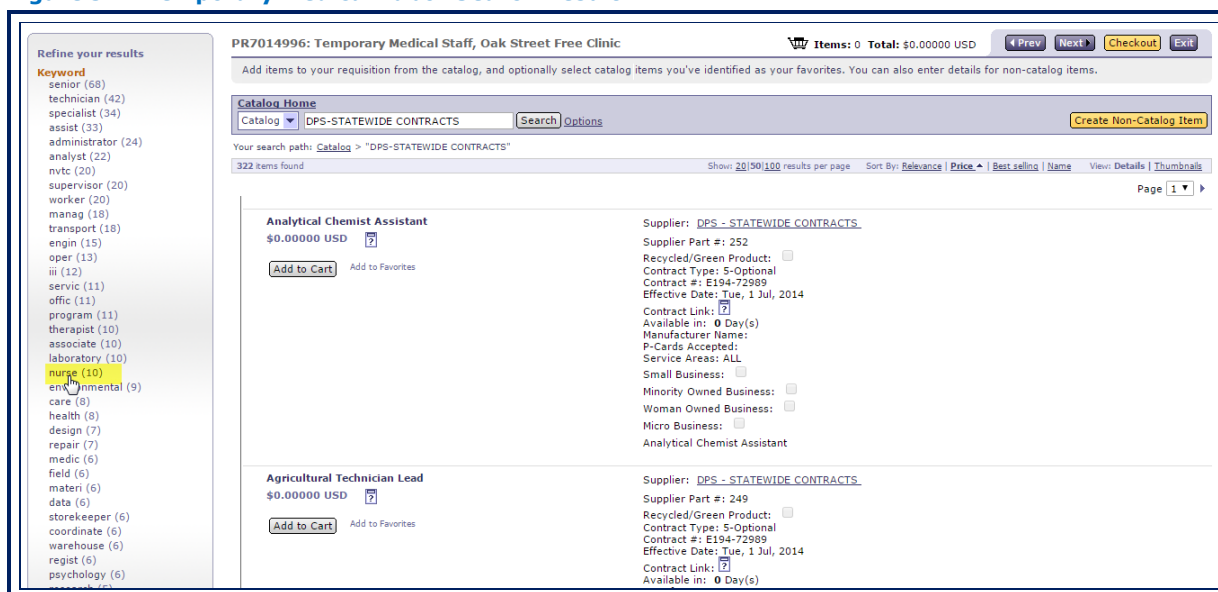 Refine your results
Keyword
senior (68)
technician (42)
specialist (34)
assist (33)
administrator (24)
analyst (22)
nvtc (20)
supervisor (20)
worker (20)
manag (18)
transport (18)
engin (15)
oper (13)
iii (12)
servic (11)
offic (11)
program (11)
therapist (10)
associate (10)
laboratory (10)
nurse (10)
(9)
care (8)
health (8)
design (7)
repair (7)
medic (6)
field (6)
materi (6)
data (6)
storekeeper (6)
coordinate (6)
warehouse (6)
regist (6)
psychology (6)
PR7014996: Temporary Medical Staff, Oak Street Free Clinic
Items: 0 Total: $0.00000 USD
Prev Next Checkout Exit
Add items to your requisition from the catalog, and optionally select catalog items you've identified as your favorites. You can also enter details for non-catalog items.
Catalog Home
Catalog DPS-STATEWIDE CONTRACTS Search Options Create Non-Catalog Item
Your search path: Catalog > "DPS-STATEWIDE CONTRACTS"
322 items found Show: 20|50|100 results per page Sort By: Relevance | Price | Best selling | Name View: Details | Thumbnails
Page 1
Analytical Chemist Assistant
$0.00000 USD ?
Add to Cart Add to Favorites
Supplier: DPS - STATEWIDE CONTRACTS
Supplier Part #: 252
Recycled/Green Product:
Contract Type: 5-Optional
Contract #: E194-72989
Effective Date: Tue, 1 Jul, 2014
Contract Link: ?
Available in: 0 Day(s)
Manufacturer Name:
P-Cards Accepted:
Service Areas: ALL
Small Business:
Minority Owned Business:
Woman Owned Business:
Micro Business:
Analytical Chemist Assistant
Agricultural Technician Lead
$0.00000 USD ?
Add to Cart Add to Favorites
Supplier: DPS - STATEWIDE CONTRACTS
Supplier Part #: 249
Recycled/Green Product:
Contract Type: 5-Optional
Contract #: E194-72989
Effective Date: Tue, 1 Jul, 2014
Contract Link: ?
Available in: 0 Day(s)